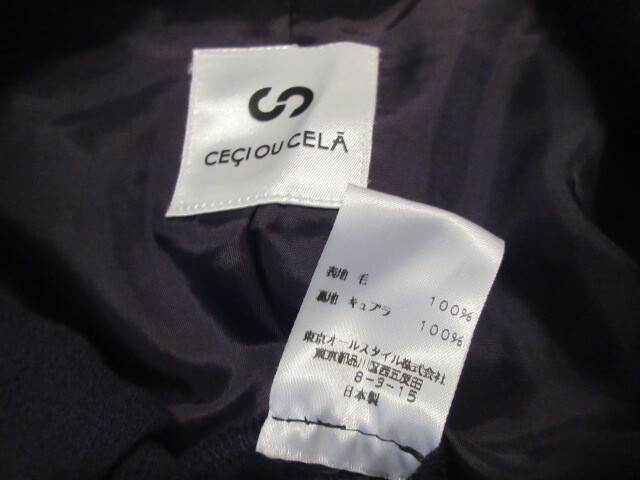 CEÇI OU CELĀ
表地 毛 100%
裏地 キュプラ 100%
東京オールスタイル株式会社
東京都品川区西五反田
8-3-15
日本製